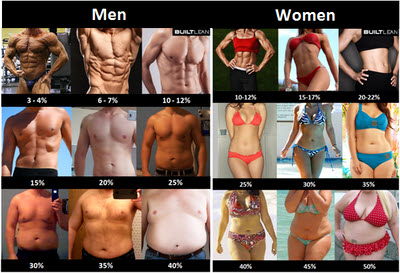 Men
Women
BUILTLEAN
BUILTLEAN
3 - 4%
6 - 7%
10 - 12%
10-12%
15-17%
20-22%
15%
20%
25%
25%
30%
35%
30%
35%
40%
40%
45%
50%